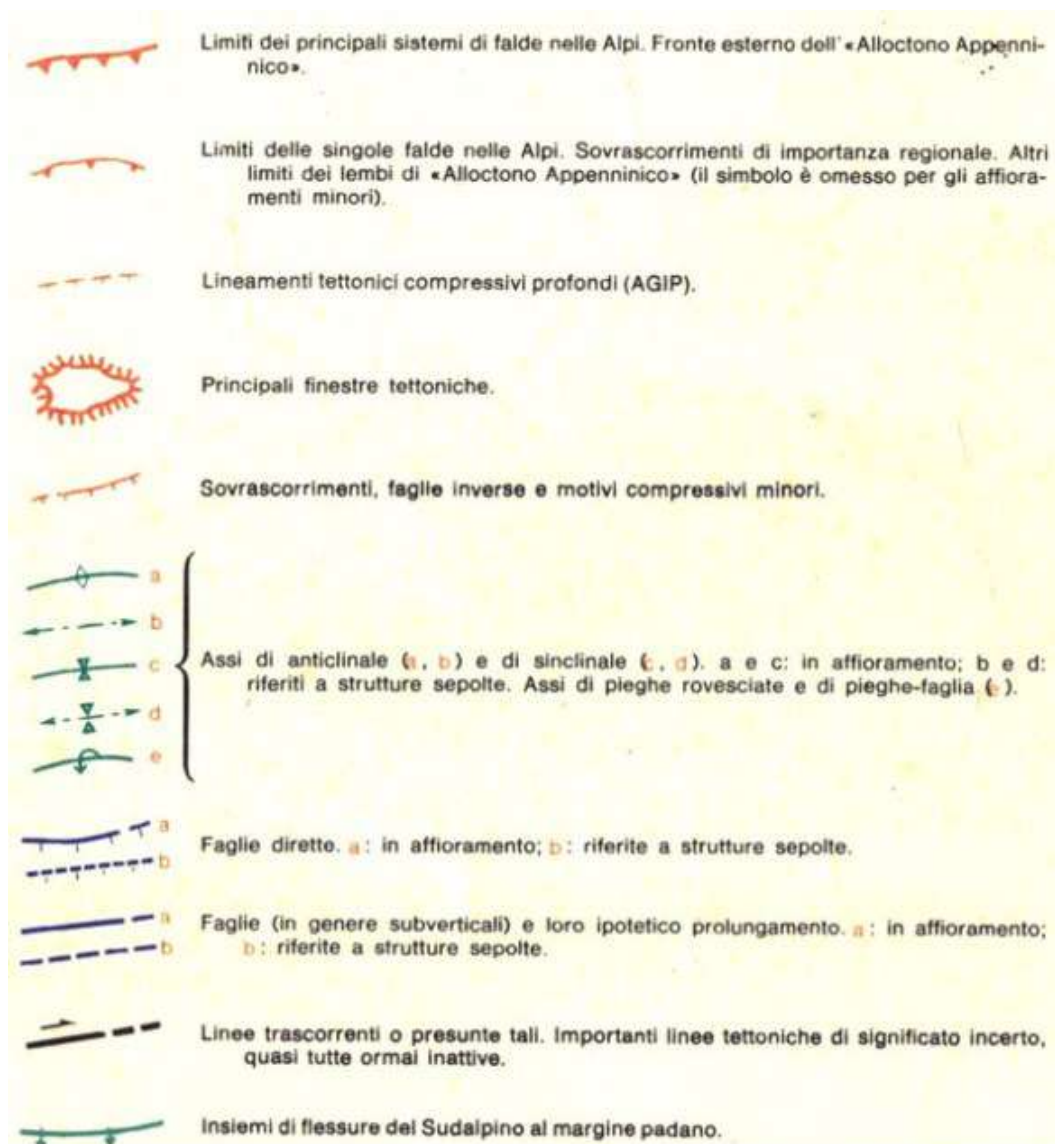 Limiti dei principali sistemi di falde nelle Alpi. Fronte esterno dell'«Alloctono Appenni-
nico».
Limiti delle singole falde nelle Alpi. Sovrascorrimenti di importanza regionale. Altri
limiti dei lembi di «Alloctono Appenninico» (il simbolo è omesso per gli affiora-
menti minori).
Lineamenti tettonici compressivi profondi (AGIP).
Principali finestre tettoniche.
Sovrascorrimenti, faglie inverse e motivi compressivi minori.
a
b
c
d
e
Assi di anticlinale (a, b) e di sinclinale (c, d). a e c: in affioramento; b e d:
riferiti a strutture sepolte. Assi di pieghe rovesciate e di pieghe-faglia (e).
a
b
Faglie dirette. a: in affioramento; b: riferite a strutture sepolte.
a
b
Faglie (in genere subverticali) e loro ipotetico prolungamento. a: in affioramento;
b: riferite a strutture sepolte.
Linee trascorrenti o presunte tali. Importanti linee tettoniche di significato incerto,
quasi tutte ormai inattive.
Insiemi di flessure del Sudalpino al margine padano.